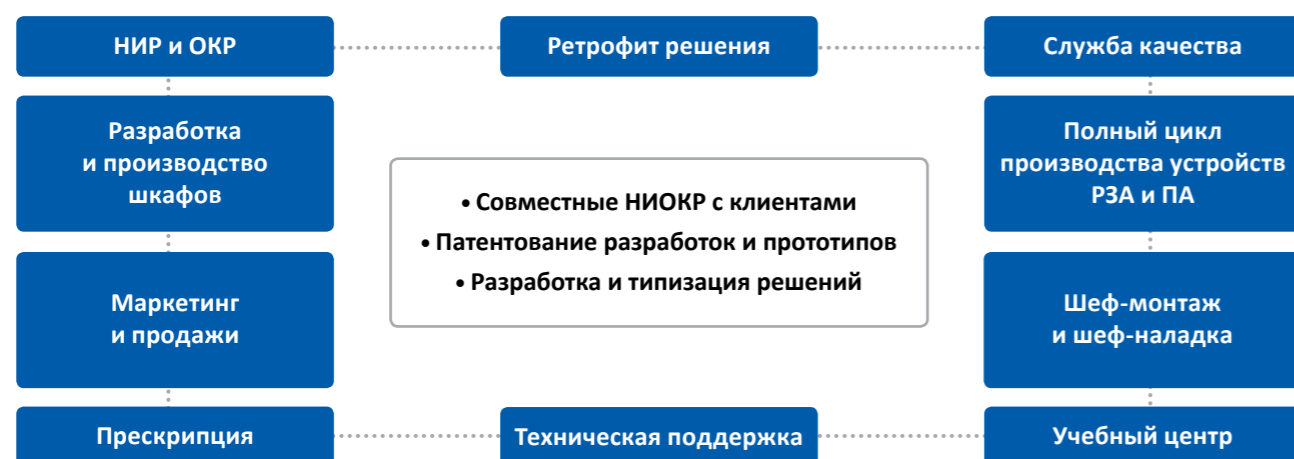 НИР и ОКР
Ретрофит решения
Служба качества
Разработка
и производство
шкафов
Полный цикл
производства устройств
РЗА и ПА
• Совместные НИОКР с клиентами
• Патентование разработок и прототипов
• Разработка и типизация решений
Маркетинг
и продажи
Шеф-монтаж
и шеф-наладка
Прескрипция
Техническая поддержка
Учебный центр